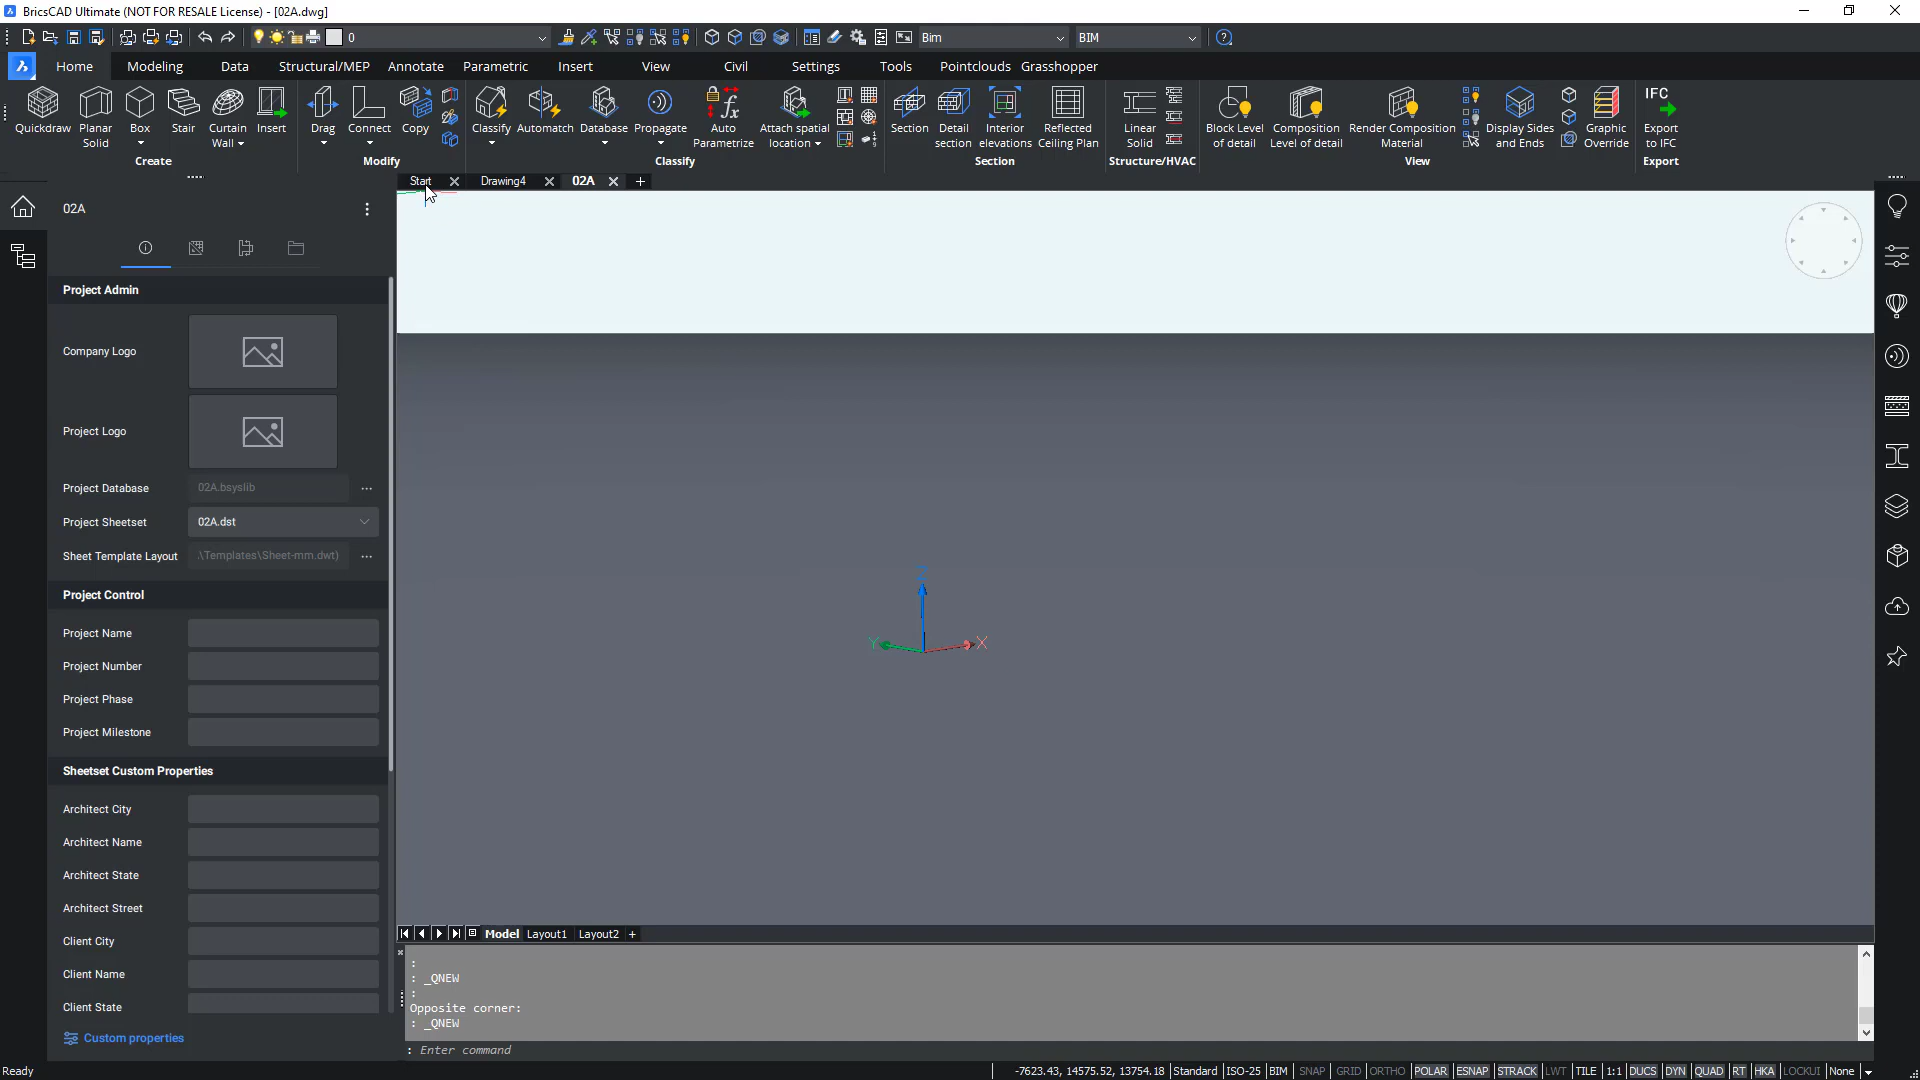 BricsCAD Ultimate (NOT FOR RESALE License) - [02A.dwg]
0
Bim
BIM
Home
Modeling
Data
Structural/MEP
Annotate
Parametric
Insert
View
Civil
Settings
Tools
Pointclouds
Grasshopper
Quickdraw
Planar
Solid
Box
Stair
Curtain
Wall
Insert
Drag
Connect
Copy
Classify
Automatch
Database
Propagate
Auto
Parametrize
Attach spatial
location
Section
Detail
section
Interior
elevations
Reflected
Ceiling Plan
Linear
Solid
Block Level
of detail
Composition
Level of detail
Render Composition
Material
Display Sides
and Ends
Graphic
Override
IFC
Export
to IFC
Create
Modify
Classify
Section
Structure/HVAC
View
Export
Start
Drawing4
02A
02A
Project Admin
Company Logo
Project Logo
Project Database
02A.bsyslib
...
Project Sheetset
02A.dst
Sheet Template Layout
.\Templates\Sheet-mm.dwt)
...
Project Control
Project Name
Project Number
Project Phase
Project Milestone
Sheetset Custom Properties
Architect City
Architect Name
Architect State
Architect Street
Client City
Client Name
Client State
Custom properties
Z
Y
X
Model
Layout1
Layout2
+
:
: _QNEW
:
Opposite corner:
: _QNEW
: Enter command
Ready
-7623.43, 14575.52, 13754.18
Standard
ISO-25
BIM
SNAP
GRID
ORTHO
POLAR
ESNAP
STRACK
LWT
TILE
1:1
DUCS
DYN
QUAD
RT
HKA
LOCKUI
None